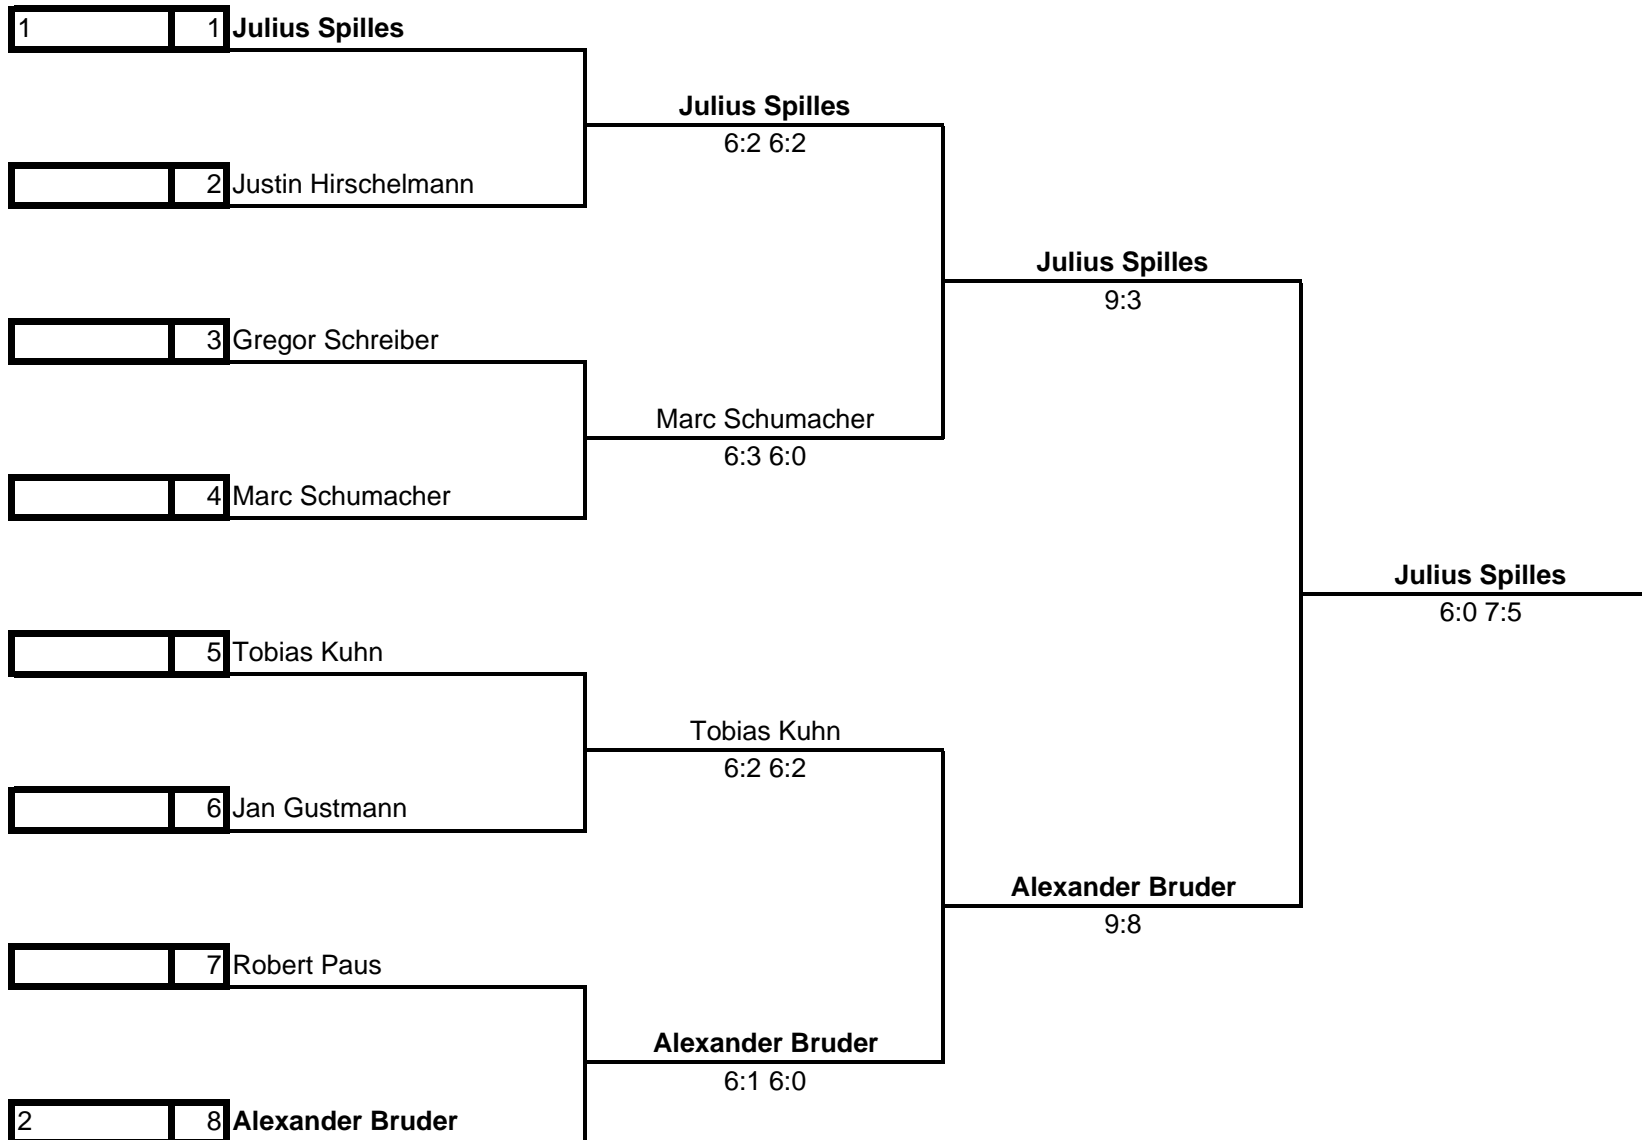 1 1 Julius Spilles
Julius Spilles
6:2 6:2
2 Justin Hirschelmann
Julius Spilles
9:3
3 Gregor Schreiber
Marc Schumacher
6:3 6:0
4 Marc Schumacher
Julius Spilles
6:0 7:5
5 Tobias Kuhn
Tobias Kuhn
6:2 6:2
6 Jan Gustmann
Alexander Bruder
9:8
7 Robert Paus
Alexander Bruder
6:1 6:0
2 8 Alexander Bruder